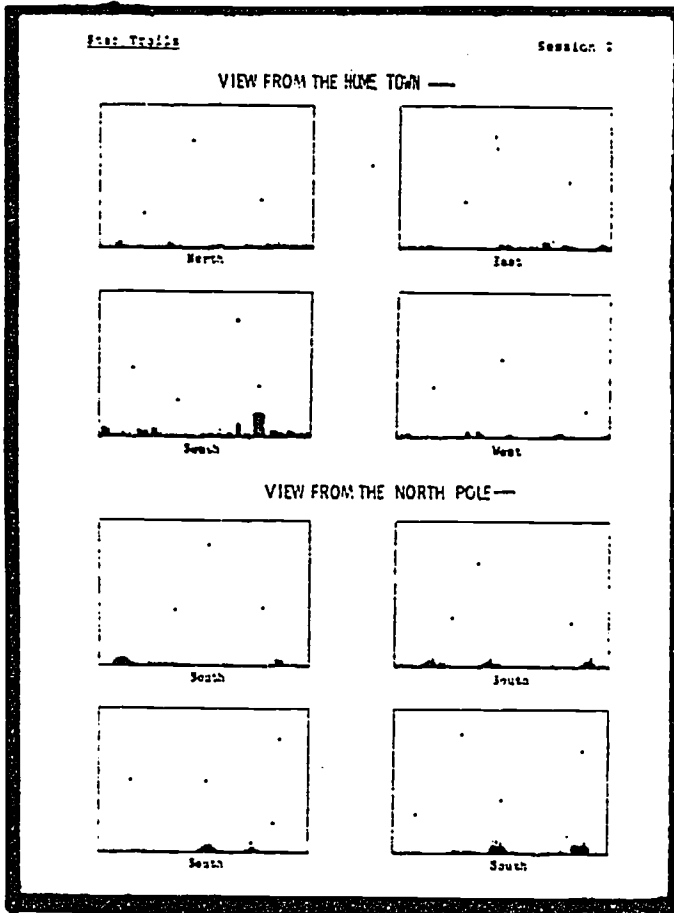 Star Trails
Session
VIEW FROM THE HOME TOWN —
North
East
South
West
VIEW FROM THE NORTH POLE —
South
South
South
South